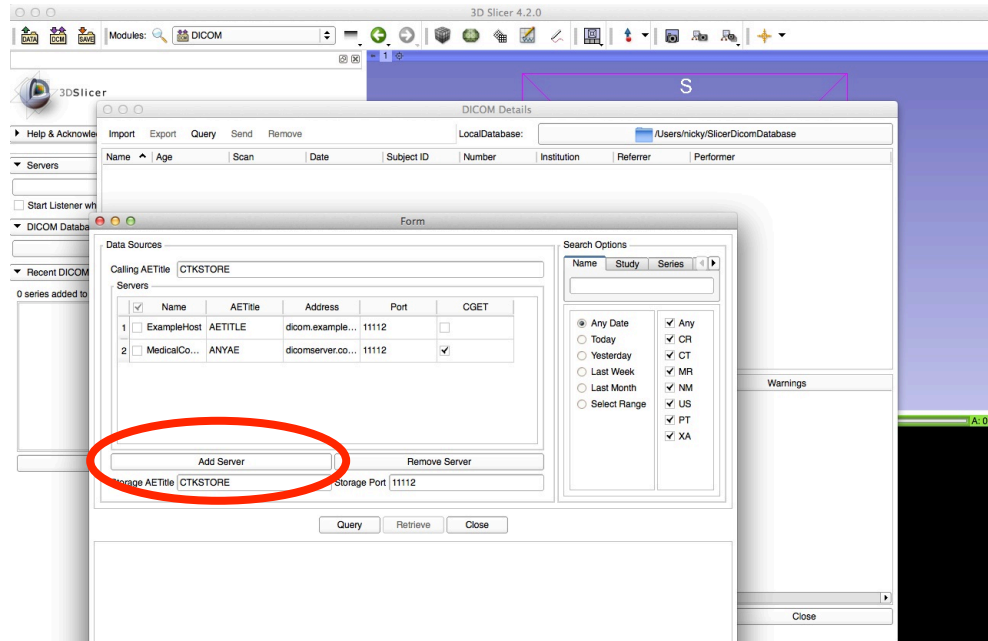 3D Slicer 4.2.0
DATA DCM SAVE Modules: DICOM
1
S
3DSlicer
DICOM Details
Help & Acknowle
Import Export Query Send Remove LocalDatabase: /Users/nicky/SlicerDicomDatabase
Name Age Scan Date Subject ID Number Institution Referrer Performer
Servers
Start Listener wh
DICOM Databa
Recent DICOM
0 series added to
Form
Data Sources
Calling AETitle CTKSTORE
Servers
Name AETitle Address Port CGET
1 ExampleHost AETITLE dicom.example... 11112
2 MedicalCo... ANYAE dicomserver.co... 11112
Add Server Remove Server
Storage AETitle CTKSTORE Storage Port 11112
Search Options
Name Study Series
Any Date Any
Today CR
Yesterday CT
Last Week MR
Last Month NM
Select Range US
PT
XA
Query Retrieve Close
Warnings
A: 0
Close